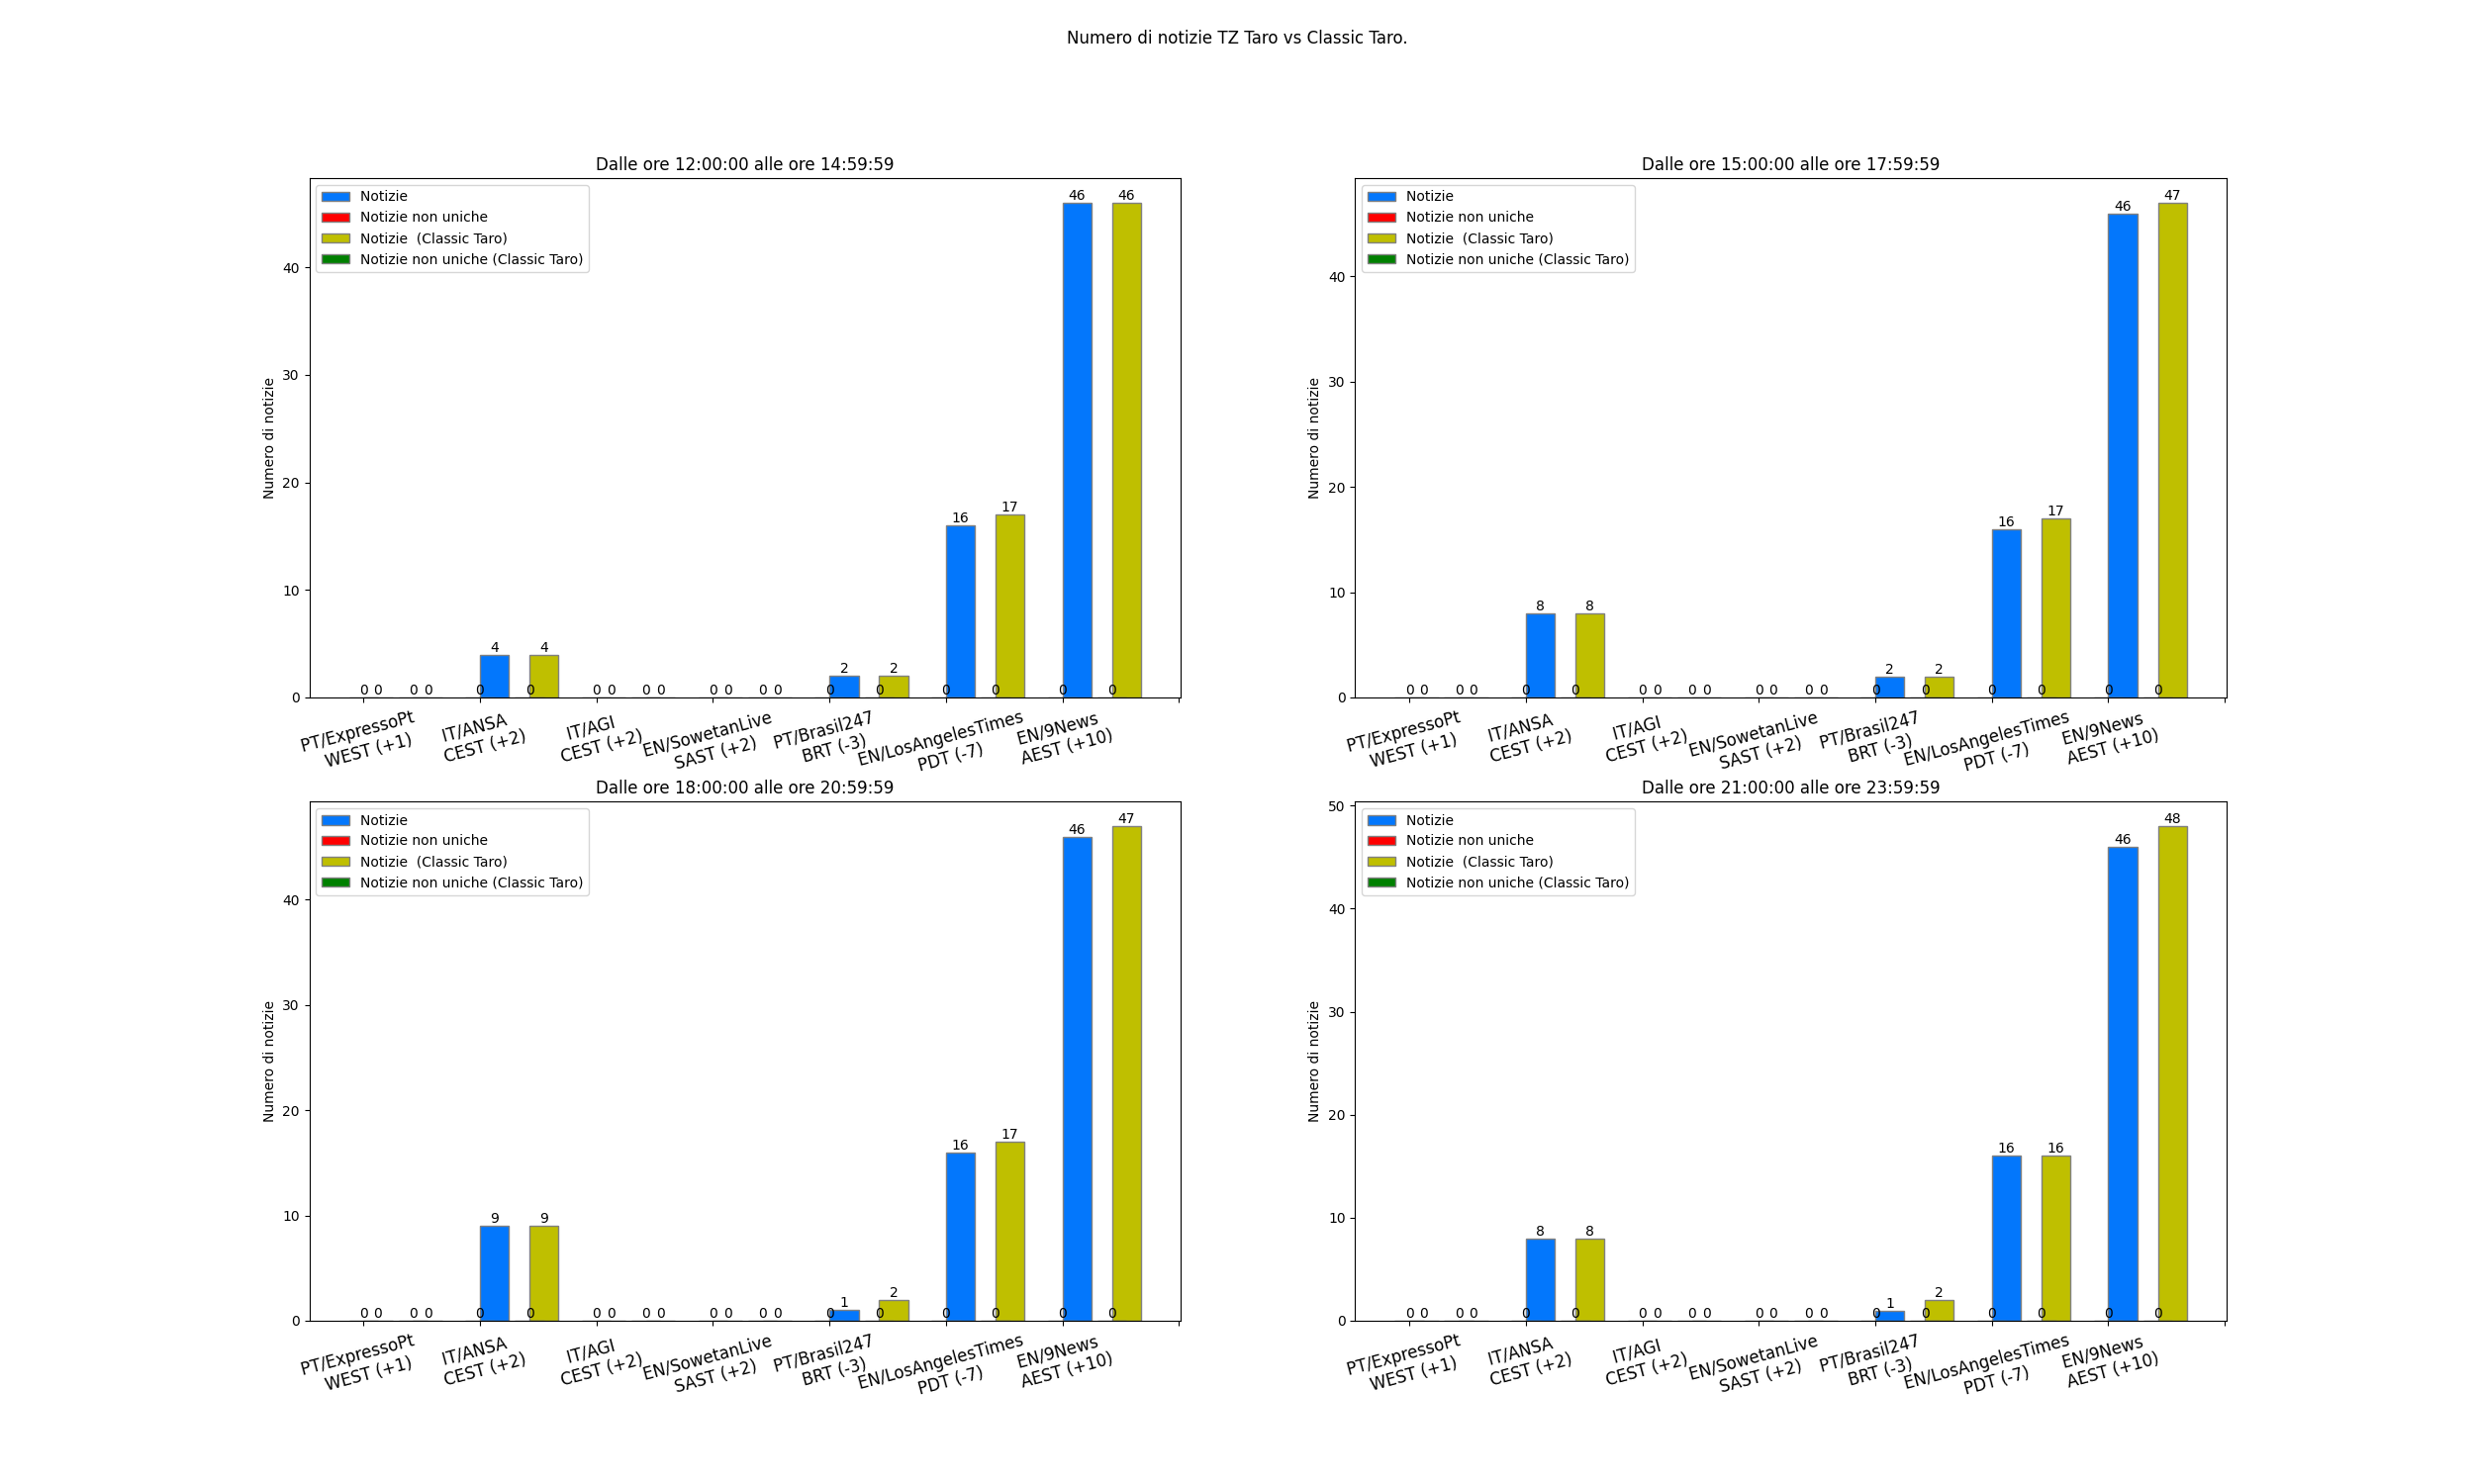 Numero di notizie TZ Taro vs Classic Taro.
Dalle ore 12:00:00 alle ore 14:59:59
Notizie
Notizie non uniche
Notizie  (Classic Taro)
Notizie non uniche (Classic Taro)
Numero di notizie
40
30
20
10
0
46 46
16 17
4 4
2 2
0 0 0 0 0 0 0 0 0 0 0 0 0 0 0 0 0 0 0 0
PT/ExpressoPt
WEST (+1)
IT/ANSA
CEST (+2)
IT/AGI
CEST (+2)
EN/SowetanLive
SAST (+2)
PT/Brasil247
BRT (-3)
EN/LosAngelesTimes
PDT (-7)
EN/9News
AEST (+10)
Dalle ore 15:00:00 alle ore 17:59:59
Notizie
Notizie non uniche
Notizie  (Classic Taro)
Notizie non uniche (Classic Taro)
Numero di notizie
40
30
20
10
0
46 47
16 17
8 8
2 2
0 0 0 0 0 0 0 0 0 0 0 0 0 0 0 0 0 0 0 0
PT/ExpressoPt
WEST (+1)
IT/ANSA
CEST (+2)
IT/AGI
CEST (+2)
EN/SowetanLive
SAST (+2)
PT/Brasil247
BRT (-3)
EN/LosAngelesTimes
PDT (-7)
EN/9News
AEST (+10)
Dalle ore 18:00:00 alle ore 20:59:59
Notizie
Notizie non uniche
Notizie  (Classic Taro)
Notizie non uniche (Classic Taro)
Numero di notizie
40
30
20
10
0
46 47
16 17
9 9
1 2
0 0 0 0 0 0 0 0 0 0 0 0 0 0 0 0 0 0 0 0
PT/ExpressoPt
WEST (+1)
IT/ANSA
CEST (+2)
IT/AGI
CEST (+2)
EN/SowetanLive
SAST (+2)
PT/Brasil247
BRT (-3)
EN/LosAngelesTimes
PDT (-7)
EN/9News
AEST (+10)
Dalle ore 21:00:00 alle ore 23:59:59
Notizie
Notizie non uniche
Notizie  (Classic Taro)
Notizie non uniche (Classic Taro)
Numero di notizie
50
40
30
20
10
0
46 48
16 16
8 8
1 2
0 0 0 0 0 0 0 0 0 0 0 0 0 0 0 0 0 0 0 0
PT/ExpressoPt
WEST (+1)
IT/ANSA
CEST (+2)
IT/AGI
CEST (+2)
EN/SowetanLive
SAST (+2)
PT/Brasil247
BRT (-3)
EN/LosAngelesTimes
PDT (-7)
EN/9News
AEST (+10)